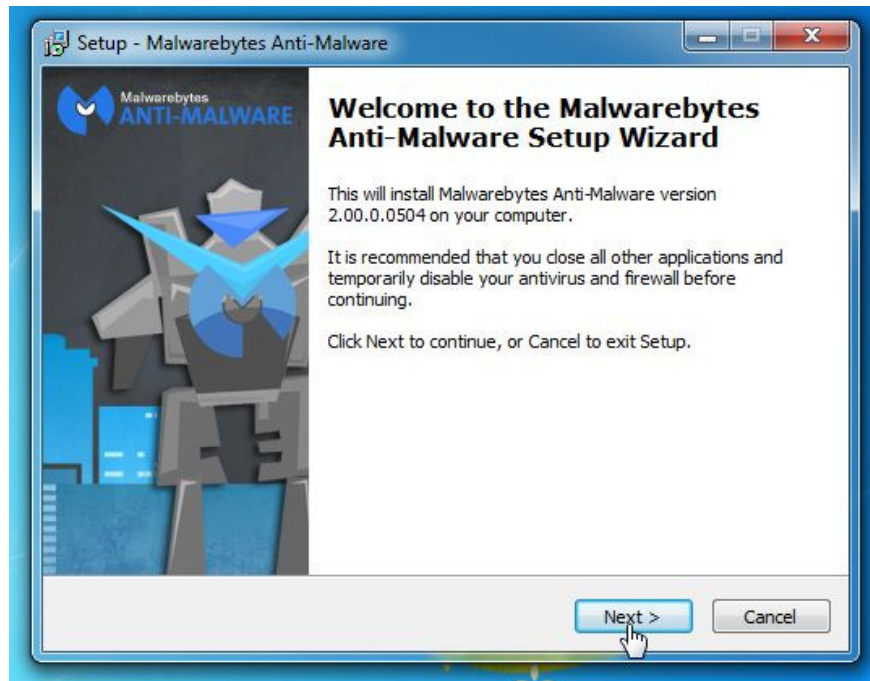 Setup - Malwarebytes Anti-Malware
Malwarebytes
ANTI-MALWARE
Welcome to the Malwarebytes
Anti-Malware Setup Wizard
This will install Malwarebytes Anti-Malware version
2.00.0.0504 on your computer.
It is recommended that you close all other applications and
temporarily disable your antivirus and firewall before
continuing.
Click Next to continue, or Cancel to exit Setup.
Next >
Cancel